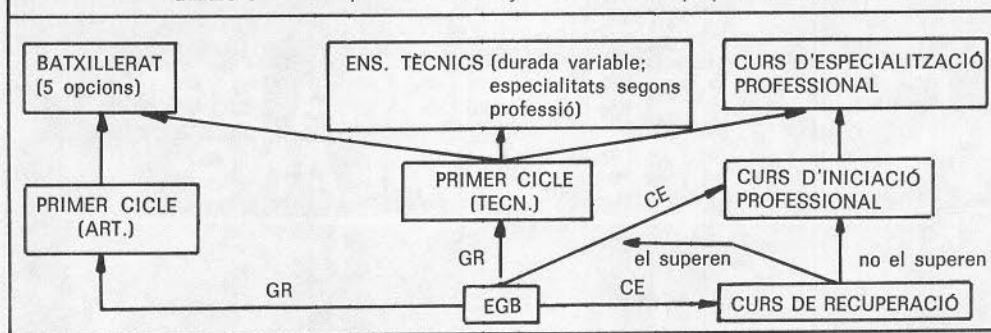 BATXILLERAT
(5 opcions)
ENS. TÈCNICS (durada variable;
especialitats segons
professió)
CURS D'ESPECIALITZACIÓ
PROFESSIONAL
PRIMER CICLE
(ART.)
PRIMER CICLE
(TECN.)
CE
CURS D'INICIACIÓ
PROFESSIONAL
GR
el superen
no el superen
GR
EGB
CE
CURS DE RECUPERACIÓ